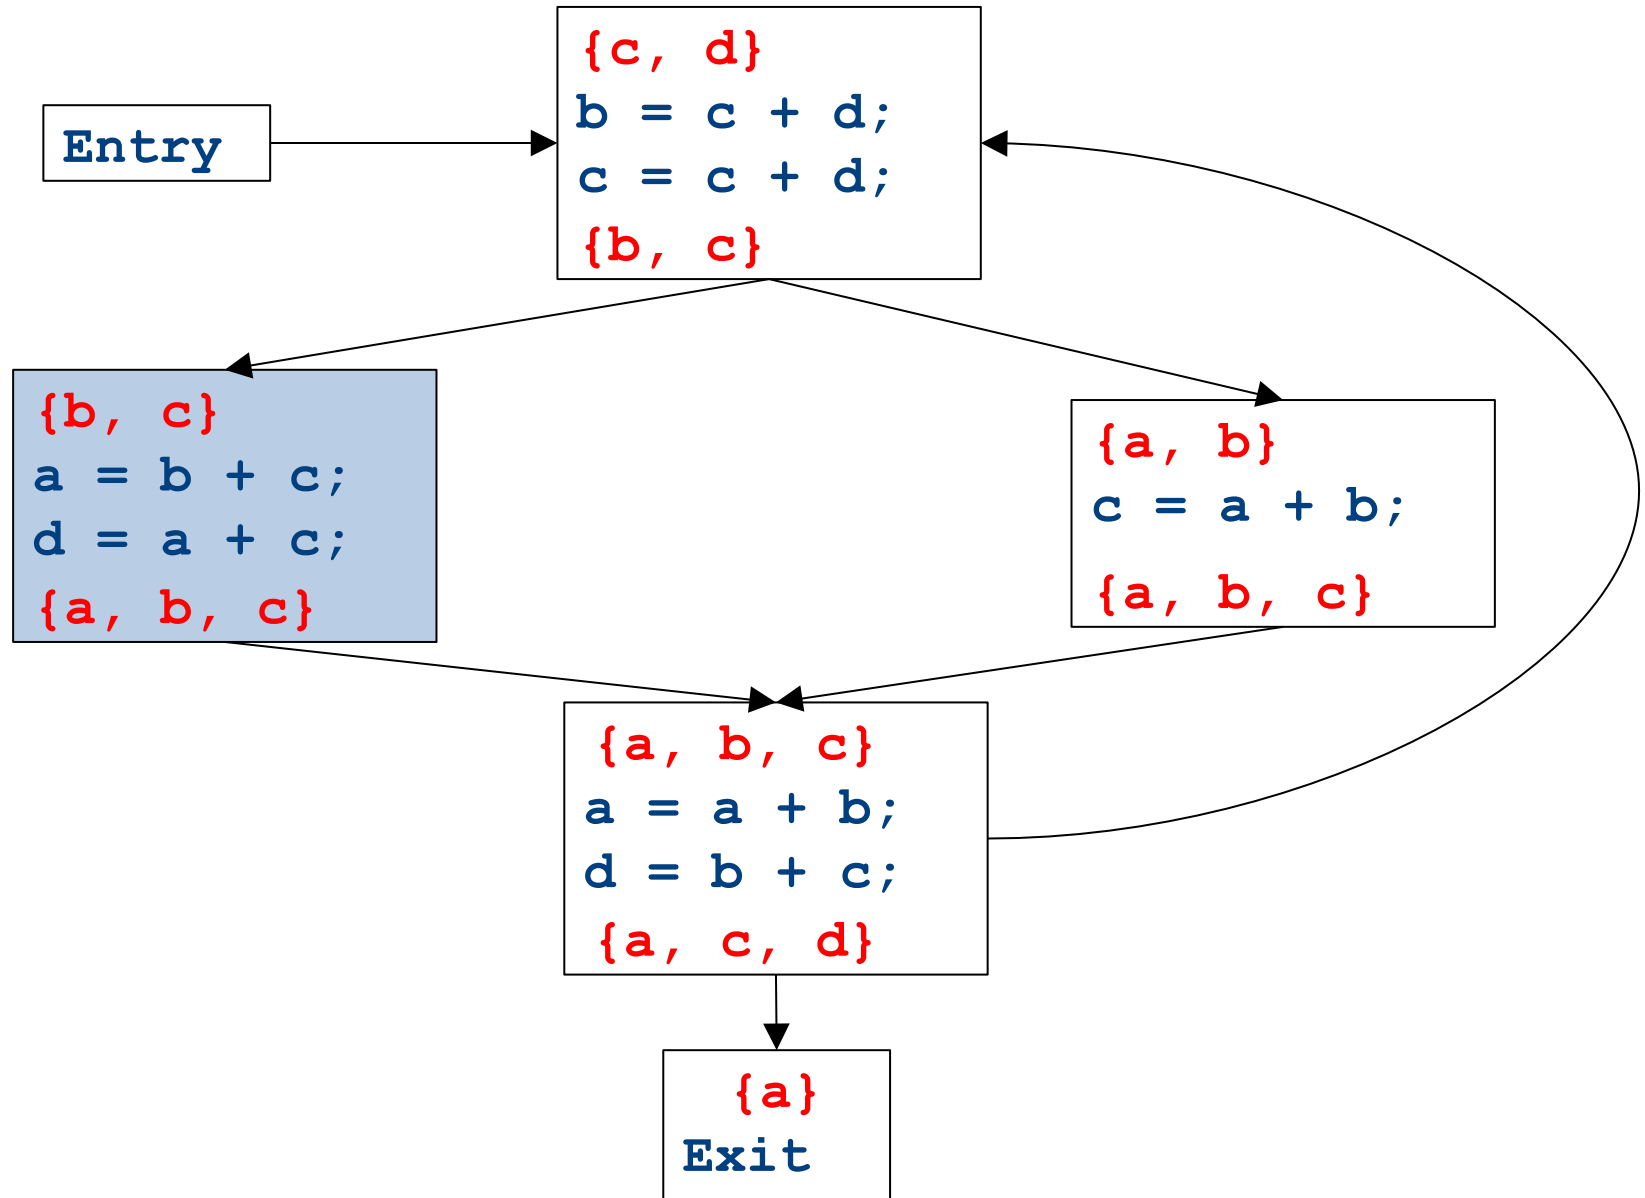 {c, d}
b = c + d;
c = c + d;
{b, c}
Entry
{b, c}
a = b + c;
d = a + c;
{a, b, c}
{a, b}
c = a + b;
{a, b, c}
{a, b, c}
a = a + b;
d = b + c;
{a, c, d}
{a}
Exit